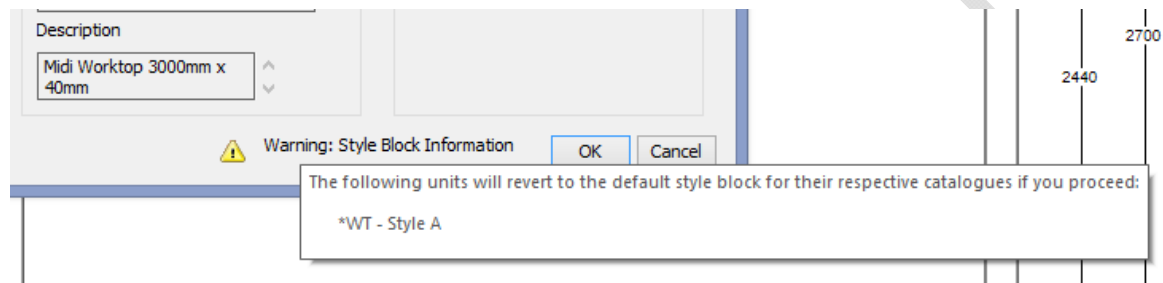 Description
Midi Worktop 3000mm x
40mm
Warning: Style Block Information
OK
Cancel
The following units will revert to the default style block for their respective catalogues if you proceed:
*WT - Style A
2700
2440